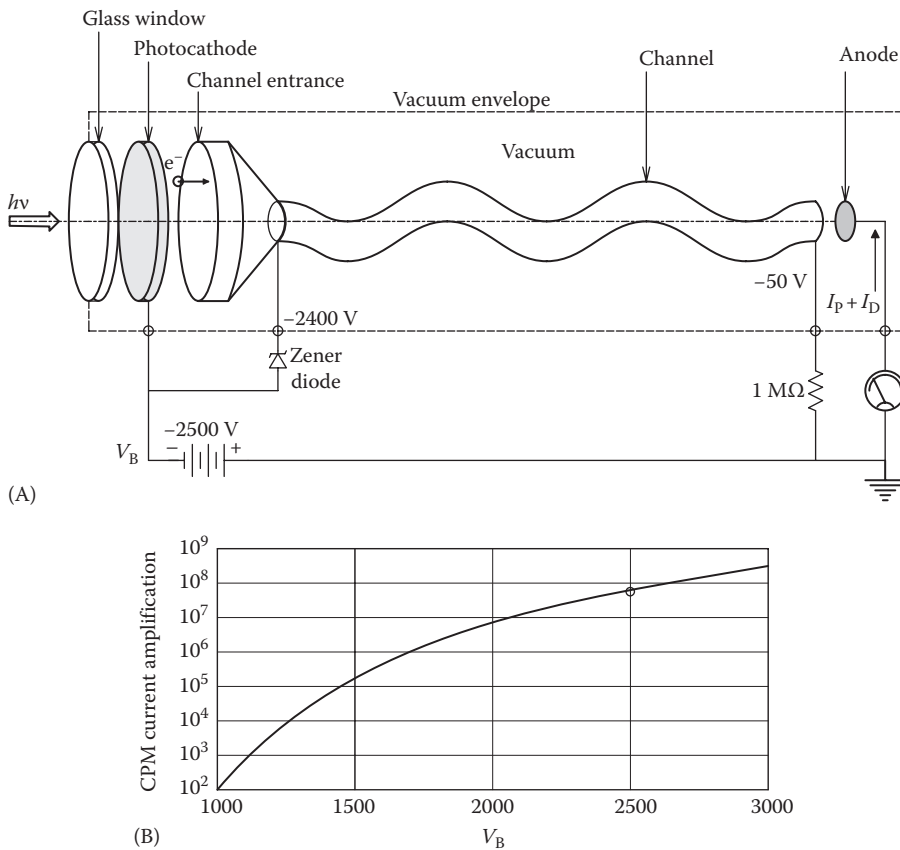 Glass window
Photocathode
Channel entrance
Channel
Anode
Vacuum envelope
Vacuum
e⁻
hν
−50 V
I_P + I_D
−2400 V
Zener
diode
1 MΩ
−2500 V
V_B
− +
−
(A)
CPM current amplification
10⁹
10⁸
10⁷
10⁶
10⁵
10⁴
10³
10²
1000 1500 2000 2500 3000
V_B
(B)